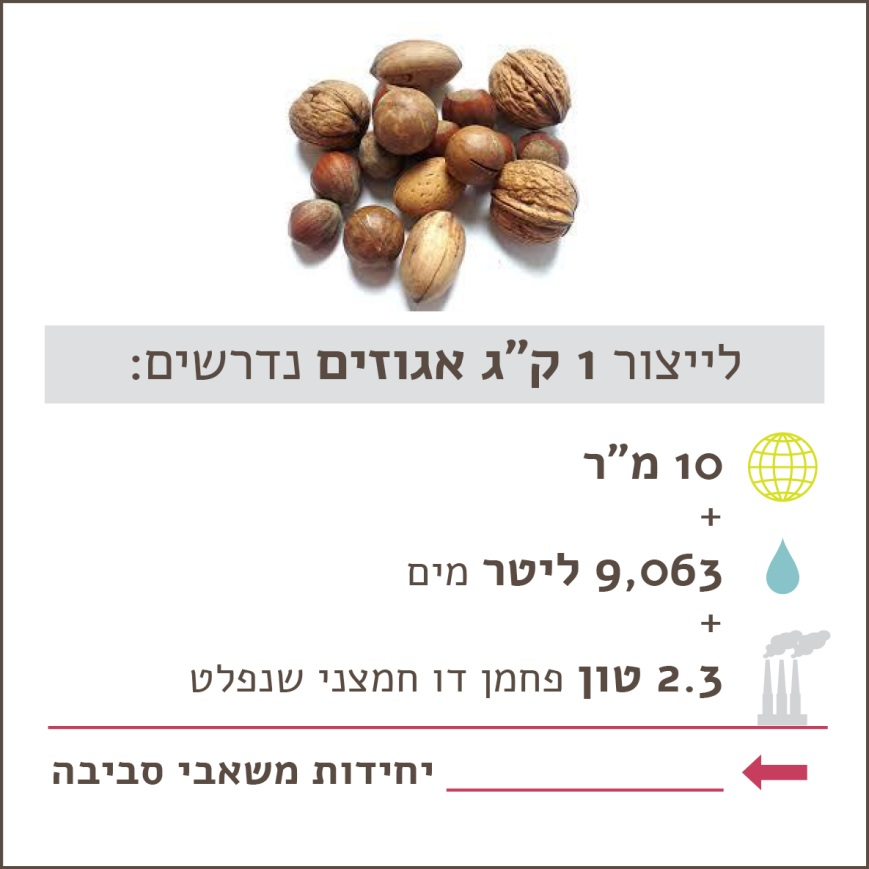 לייצור 1 ק"ג אגוזים נדרשים:
10 מ"ר
+
9,063 ליטר מים
+
2.3 טון פחמן דו חמצני שנפלט
__________ יחידות משאבי סביבה